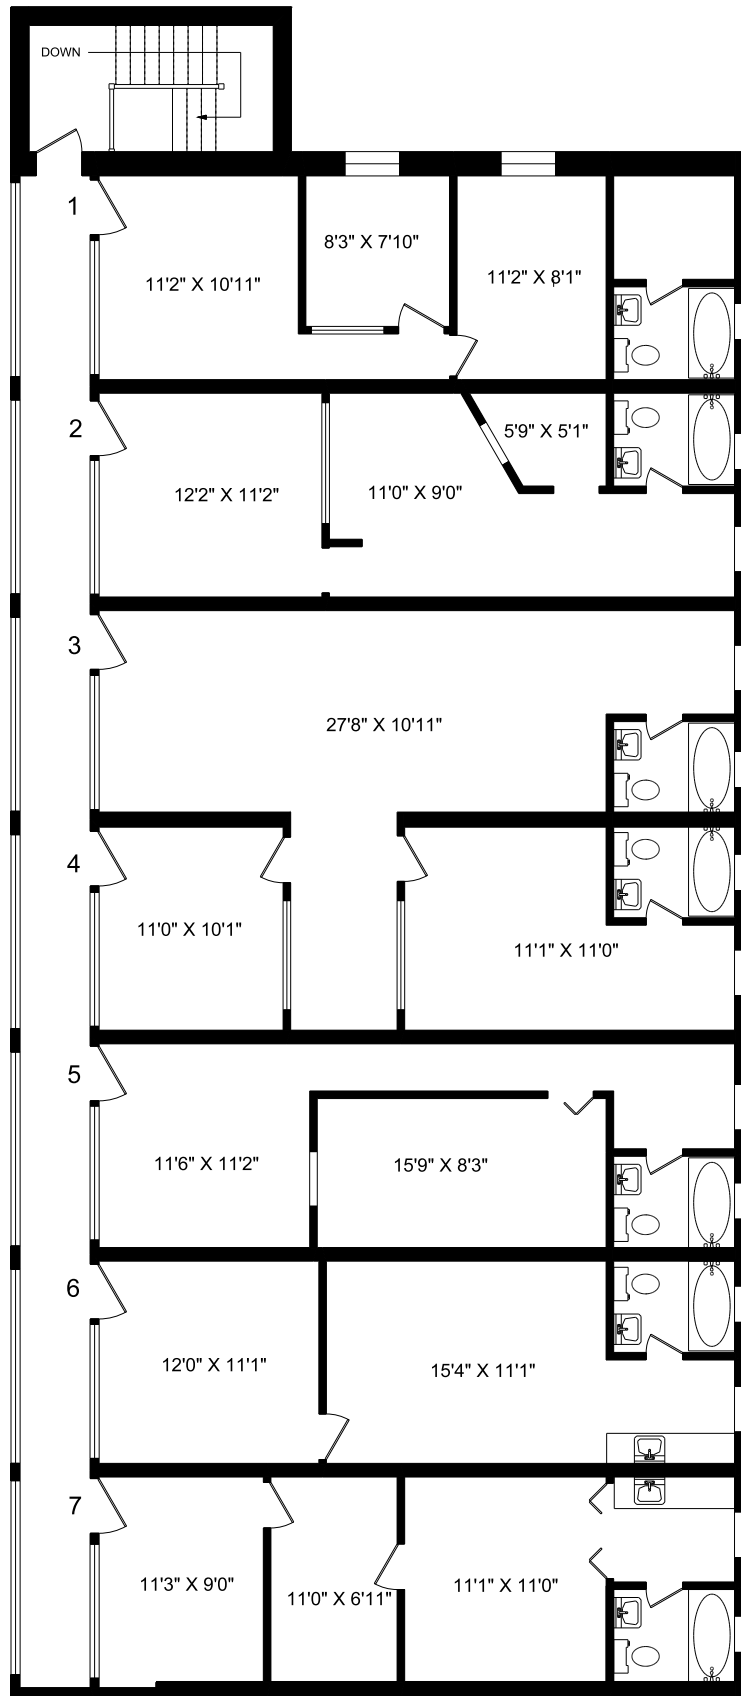 DOWN
1
8'3" X 7'10"
11'2" X 10'11"
11'2" X 8'1"
2
5'9" X 5'1"
12'2" X 11'2"
11'0" X 9'0"
3
27'8" X 10'11"
4
11'0" X 10'1"
11'1" X 11'0"
5
11'6" X 11'2"
15'9" X 8'3"
6
12'0" X 11'1"
15'4" X 11'1"
7
11'3" X 9'0"
11'0" X 6'11"
11'1" X 11'0"